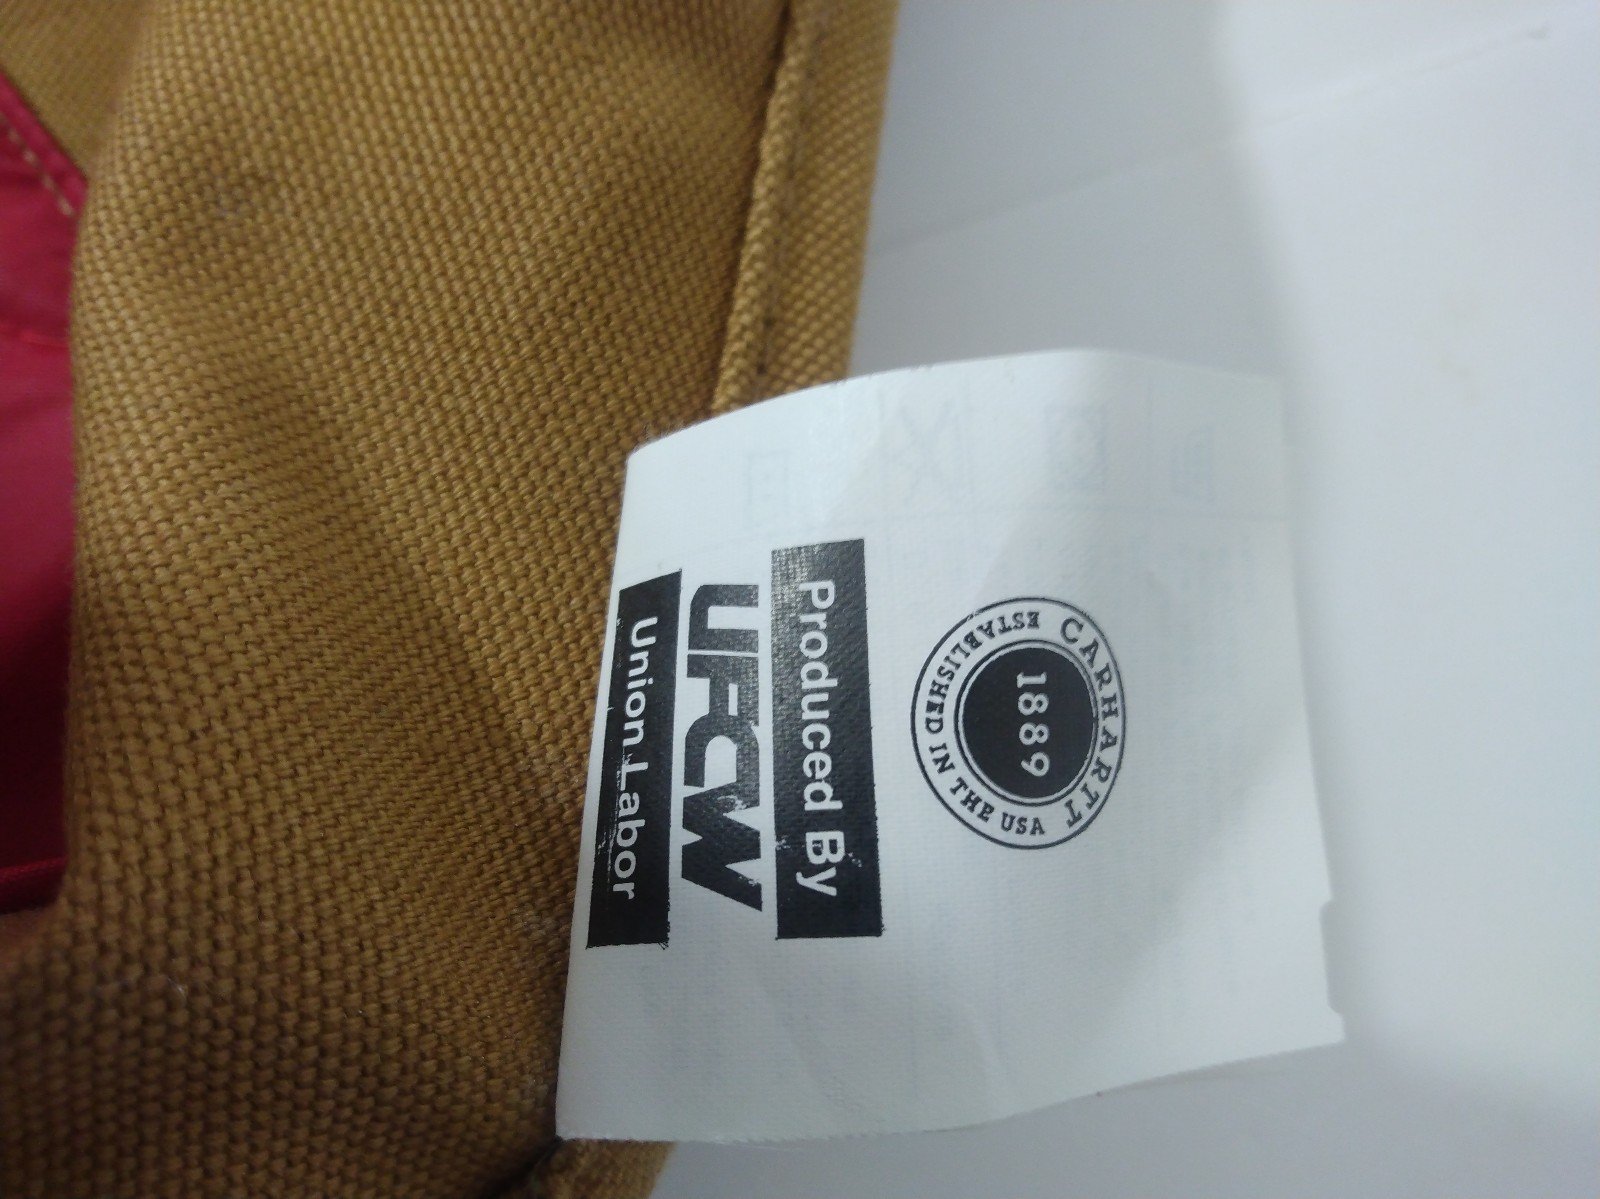 CARHARTT
1889
ESTABLISHED IN THE USA
Produced By
UFCW
Union Labor